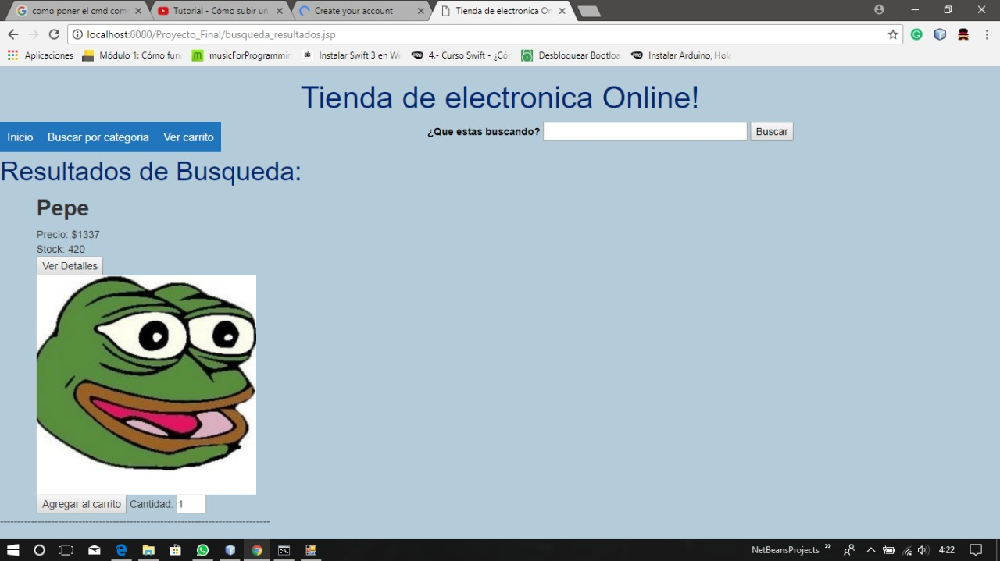 como poner el cmd com
Tutorial - Cómo subir un
Create your account
Tienda de electronica On
localhost:8080/Proyecto_Final/busqueda_resultados.jsp
Aplicaciones
Módulo 1: Cómo fun
musicForProgrammin
Instalar Swift 3 en Wi
4.- Curso Swift - ¿Cór
Desbloquear Bootloa
Instalar Arduino, Hola
Tienda de electronica Online!
Inicio Buscar por categoria Ver carrito
¿Que estas buscando? Buscar
Resultados de Busqueda:
Pepe
Precio: $1337
Stock: 420
Ver Detalles
Agregar al carrito Cantidad: 1
NetBeansProjects
4:22